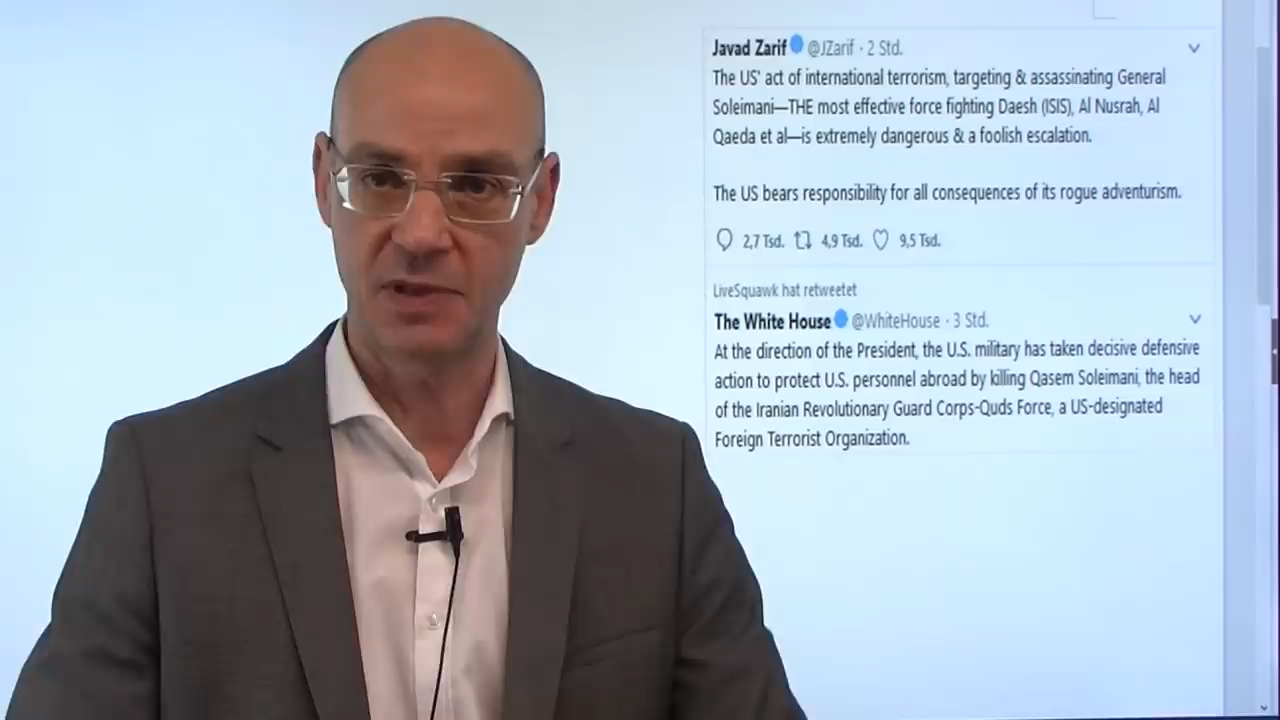 Javad Zarif @JZarif · 2 Std.
The US' act of international terrorism, targeting & assassinating General
Soleimani—THE most effective force fighting Daesh (ISIS), Al Nusrah, Al
Qaeda et al—is extremely dangerous & a foolish escalation.
The US bears responsibility for all consequences of its rogue adventurism.
2,7 Tsd. 4,9 Tsd. 9,5 Tsd.
LiveSquawk hat retweetet
The White House @WhiteHouse · 3 Std.
At the direction of the President, the U.S. military has taken decisive defensive
action to protect U.S. personnel abroad by killing Qasem Soleimani, the head
of the Iranian Revolutionary Guard Corps-Quds Force, a US-designated
Foreign Terrorist Organization.